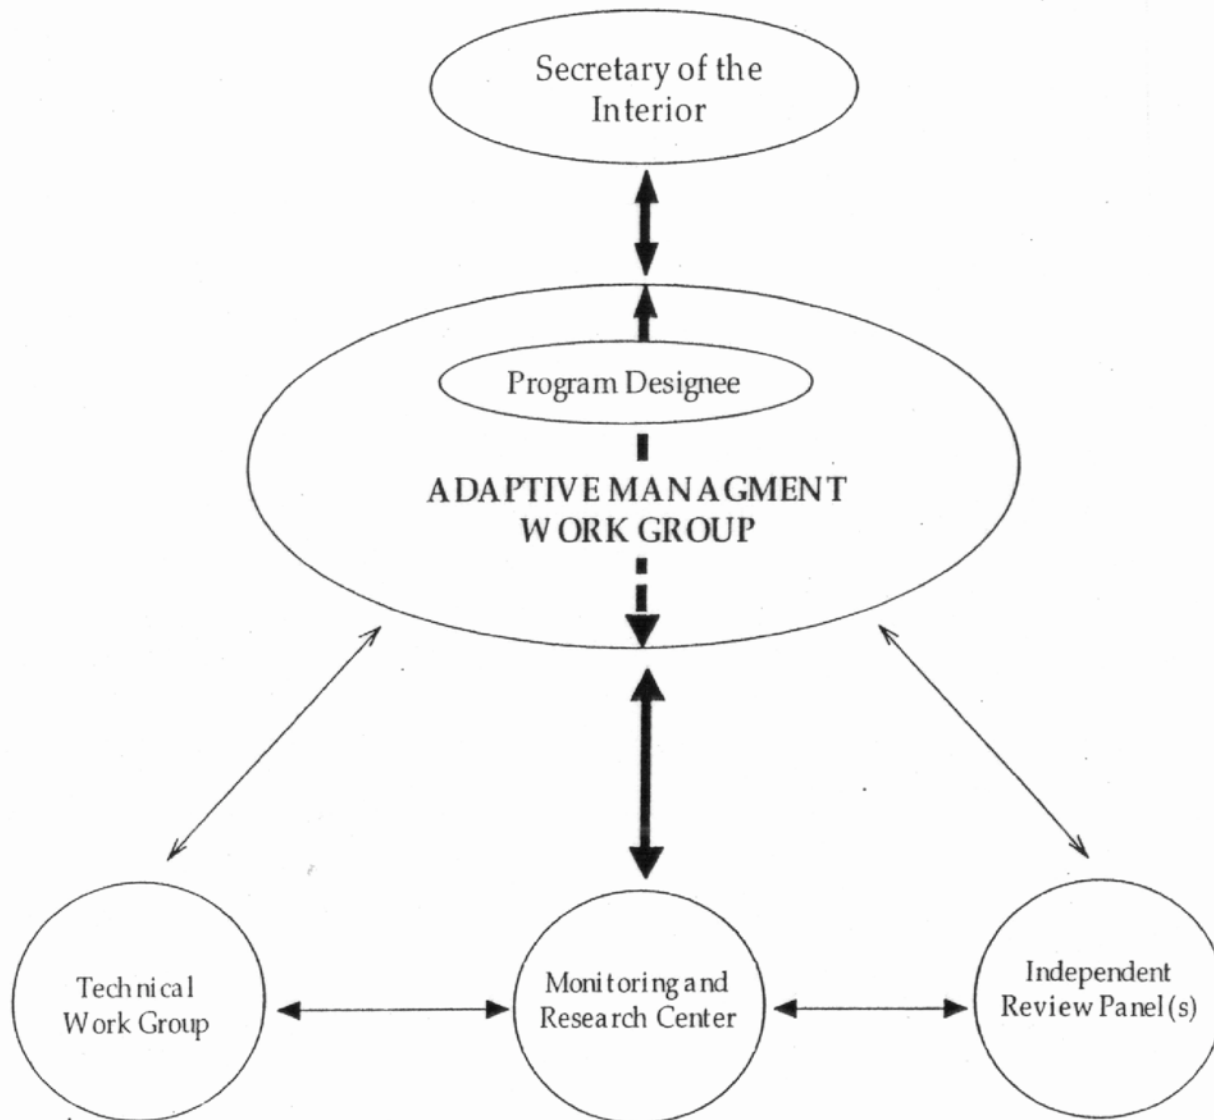 Secretary of the
Interior
Program Designee
ADAPTIVE MANAGMENT
WORK GROUP
Technical
Work Group
Monitoring and
Research Center
Independent
Review Panel(s)